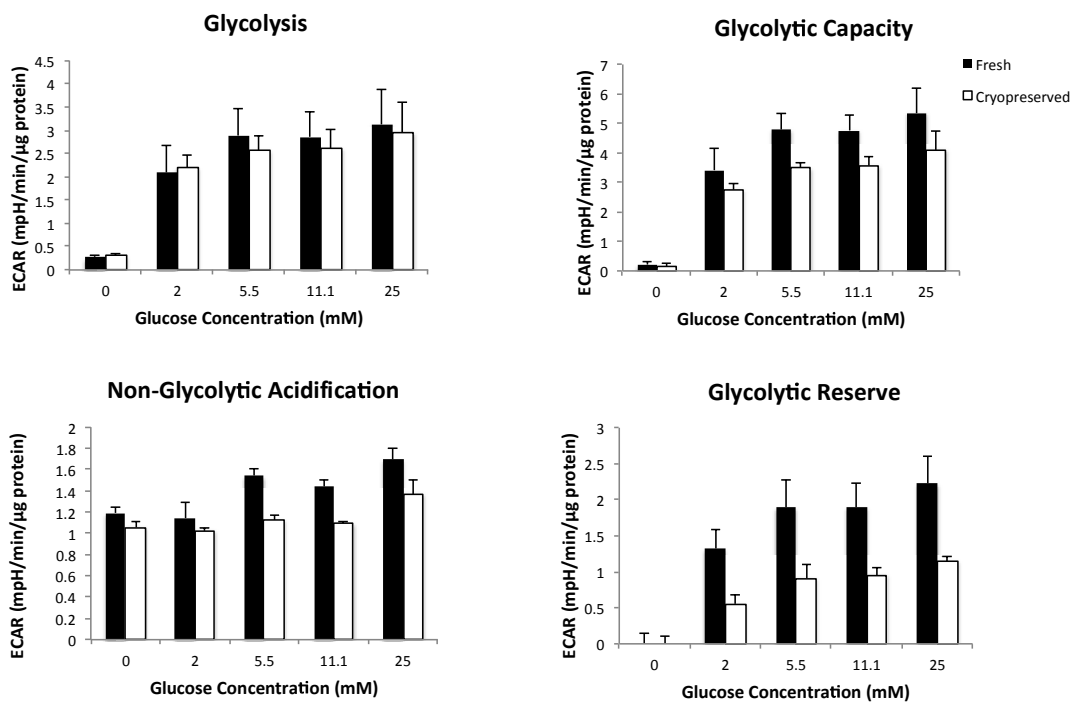 Glycolysis
ECAR (mpH/min/µg protein)
4.5
4
3.5
3
2.5
2
1.5
1
0.5
0
0 2 5.5 11.1 25
Glucose Concentration (mM)
Glycolytic Capacity
ECAR (mpH/min/µg protein)
7
6
5
4
3
2
1
0
0 2 5.5 11.1 25
Glucose Concentration (mM)
Fresh
Cryopreserved
Non-Glycolytic Acidification
ECAR (mpH/min/µg protein)
2
1.8
1.6
1.4
1.2
1
0.8
0.6
0.4
0.2
0
0 2 5.5 11.1 25
Glucose Concentration (mM)
Glycolytic Reserve
ECAR (mpH/min/µg protein)
3
2.5
2
1.5
1
0.5
0
0 2 5.5 11.1 25
Glucose Concentration (mM)